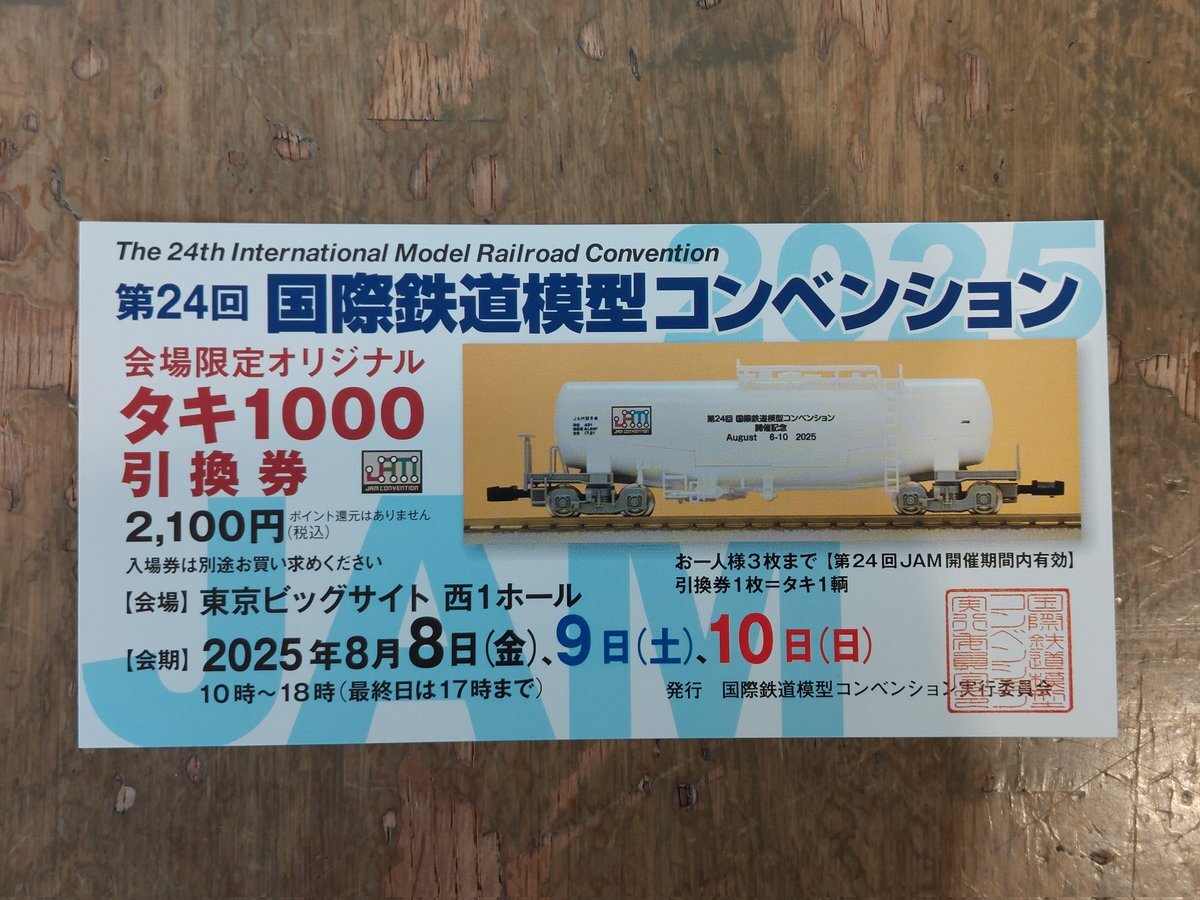 2025
The 24th International Model Railroad Convention
第24回 国際鉄道模型コンベンション
会場限定オリジナル
タキ1000
引換券
JAM
JAM CONVENTION
2,100円 ポイント還元はありません
(税込)
入場券は別途お買い求めください
JAM CONVENTION
第24回 国際鉄道模型コンベンション
開催記念
August 8-10 2025
JAM
お一人様3枚まで【第24回JAM開催期間内有効】
引換券1枚=タキ1輌
【会場】東京ビッグサイト 西1ホール
【会期】2025年8月8日(金)、9日(土)、10日(日)
10時~18時(最終日は17時まで)
発行 国際鉄道模型コンベンション実行委員会
JAM